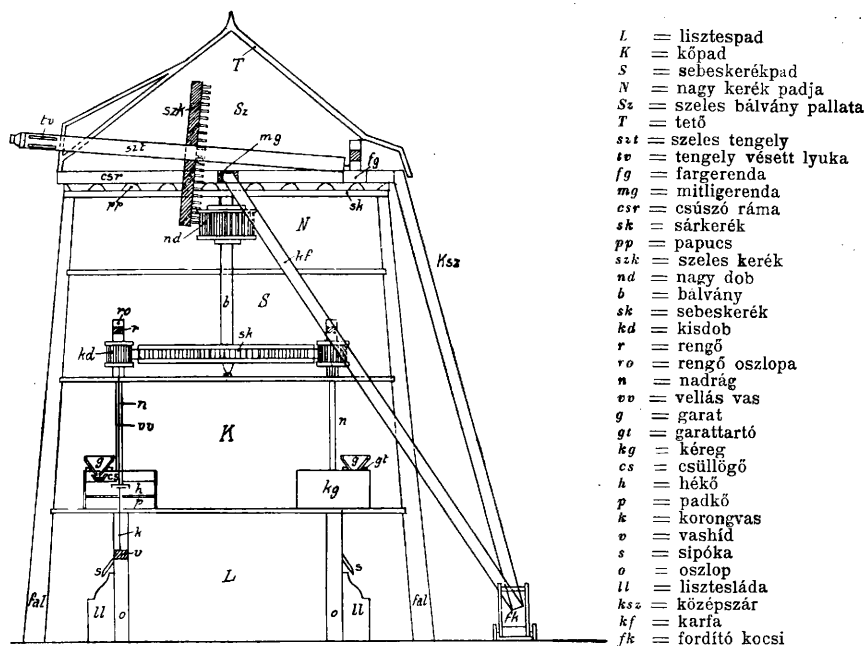 T
szk
Sz
tv
szt
mg
fg
csr
pp
sk
N
nd
kf
Ksz
b
S
ro
r
sk
kd
n
n
vv
K
g
g
gt
cs
h
kg
p
k
v
s
s
L
fal
ll
o
o
ll
fal
fk
L = lisztespad
K = kőpad
S = sebeskerékpad
N = nagy kerék padja
Sz = szeles bálvány pallata
T = tető
szt = szeles tengely
tv = tengely vésett lyuka
fg = fargerenda
mg = mitligerenda
csr = csúszó ráma
sk = sárkerék
pp = papucs
szk = szeles kerék
nd = nagy dob
b = bálvány
sk = sebeskerék
kd = kisdob
r = rengő
ro = rengő oszlopa
n = nadrág
vv = vellás vas
g = garat
gt = garattartó
kg = kéreg
cs = csüllögő
h = hékő
p = padkő
k = korongvas
v = vashíd
s = sipóka
o = oszlop
ll = lisztesláda
ksz = középszár
kf = karfa
fk = fordító kocsi